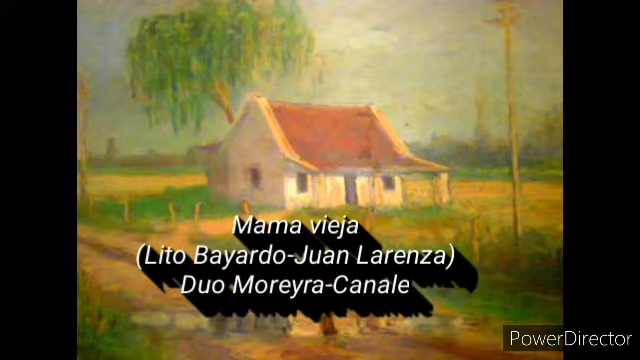 Mama vieja
(Lito Bayardo-Juan Larenza)
Duo Moreyra-Canale
PowerDirector